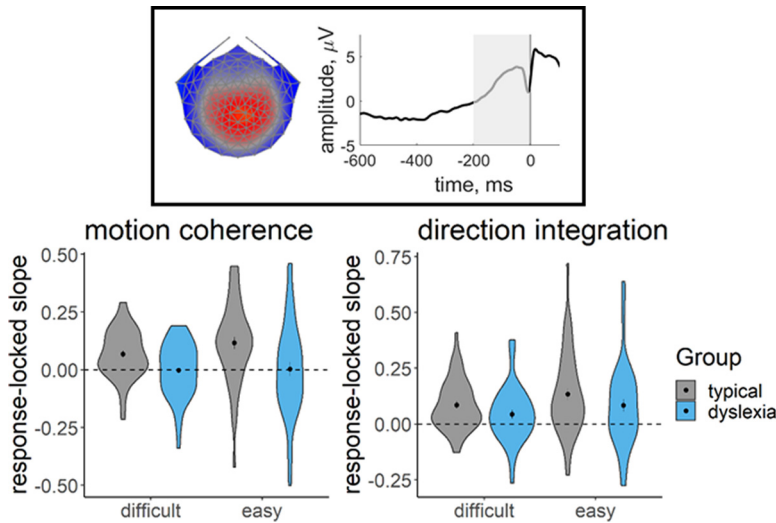 amplitude, μV
5
0
-5
-600 -400 -200 0
time, ms
motion coherence
response-locked slope
0.50
0.25
0.00
-0.25
-0.50
difficult easy
direction integration
response-locked slope
0.75
0.50
0.25
0.00
-0.25
difficult easy
Group
typical
dyslexia